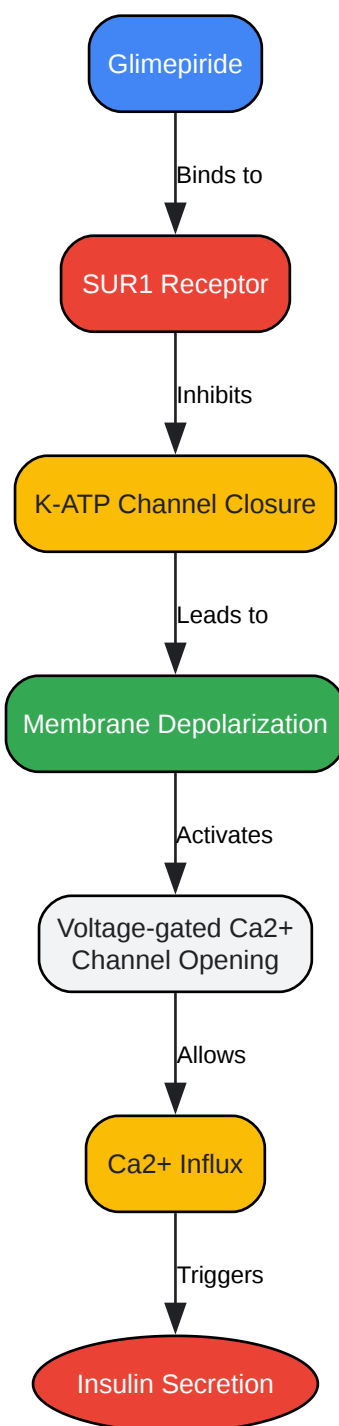 Glimepiride
Binds to
SUR1 Receptor
Inhibits
K-ATP Channel Closure
Leads to
Membrane Depolarization
Activates
Voltage-gated Ca2+
Channel Opening
Allows
Ca2+ Influx
Triggers
Insulin Secretion